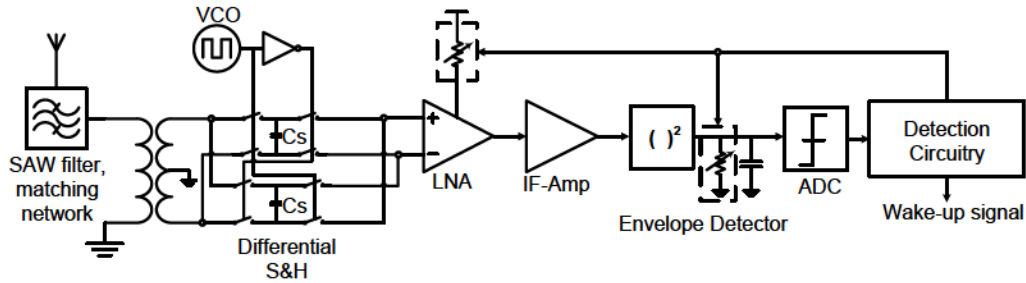 VCO
SAW filter,
matching
network
Cs
Cs
Differential
S&H
+
−
LNA
IF-Amp
( )²
Envelope Detector
ADC
Detection
Circuitry
Wake-up signal